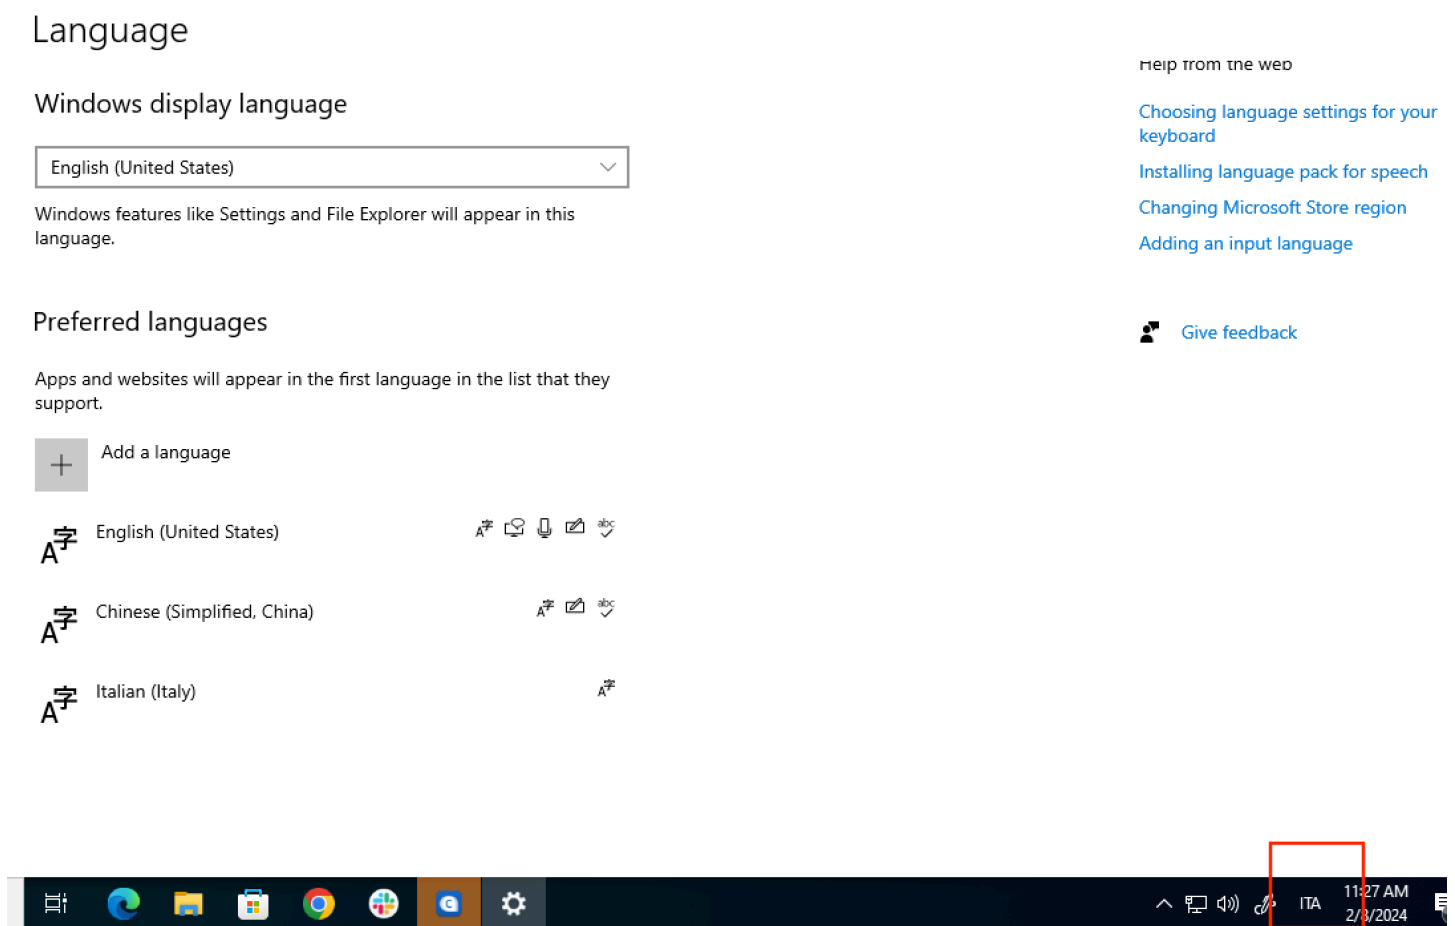 Language
Windows display language
English (United States)
Windows features like Settings and File Explorer will appear in this
language.
Preferred languages
Apps and websites will appear in the first language in the list that they
support.
Add a language
English (United States)
Chinese (Simplified, China)
Italian (Italy)
Help from the web
Choosing language settings for your
keyboard
Installing language pack for speech
Changing Microsoft Store region
Adding an input language
Give feedback
ITA
11:27 AM
2/8/2024